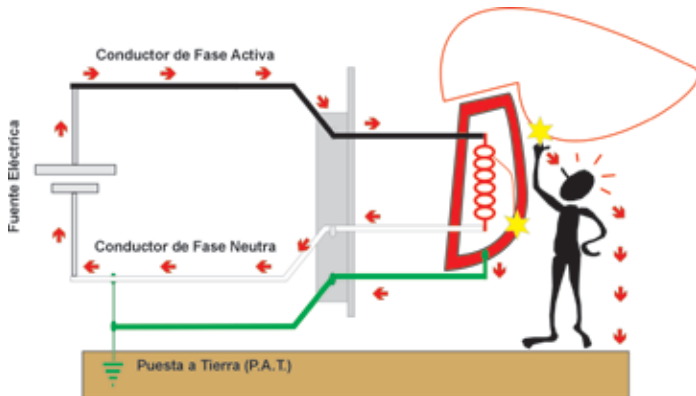 Conductor de Fase Activa
Fuente Eléctrica
Conductor de Fase Neutra
Puesta a Tierra (P.A.T.)